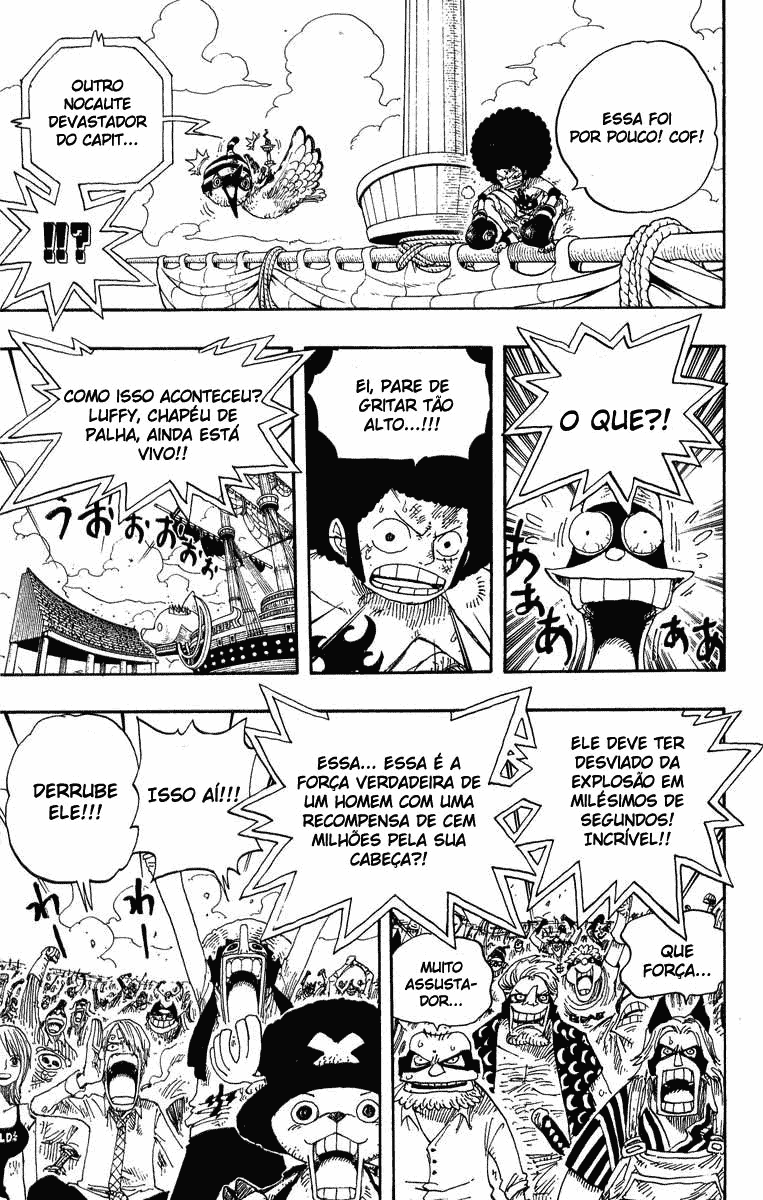 ESSA FOI
POR POUCO! COF!
OUTRO
NOCAUTE
DEVASTADOR
DO CAPIT...
!!?
O QUE?!
ああああぁ
EI, PARE DE
GRITAR TÃO
ALTO...!!!
COMO ISSO ACONTECEU?
LUFFY, CHAPÉU DE
PALHA, AINDA ESTÁ
VIVO!!
うおおおおぉ
ELE DEVE TER
DESVIADO DA
EXPLOSÃO EM
MILÉSIMOS DE
SEGUNDOS!
INCRÍVEL!!
ESSA... ESSA É A
FORÇA VERDADEIRA DE
UM HOMEM COM UMA
RECOMPENSA DE CEM
MILHÕES PELA SUA
CABEÇA?!
QUE
FORÇA...
MUITO
ASSUSTA-
DOR...
ISSO AÍ!!!
DERRUBE
ELE!!!
わー
わー